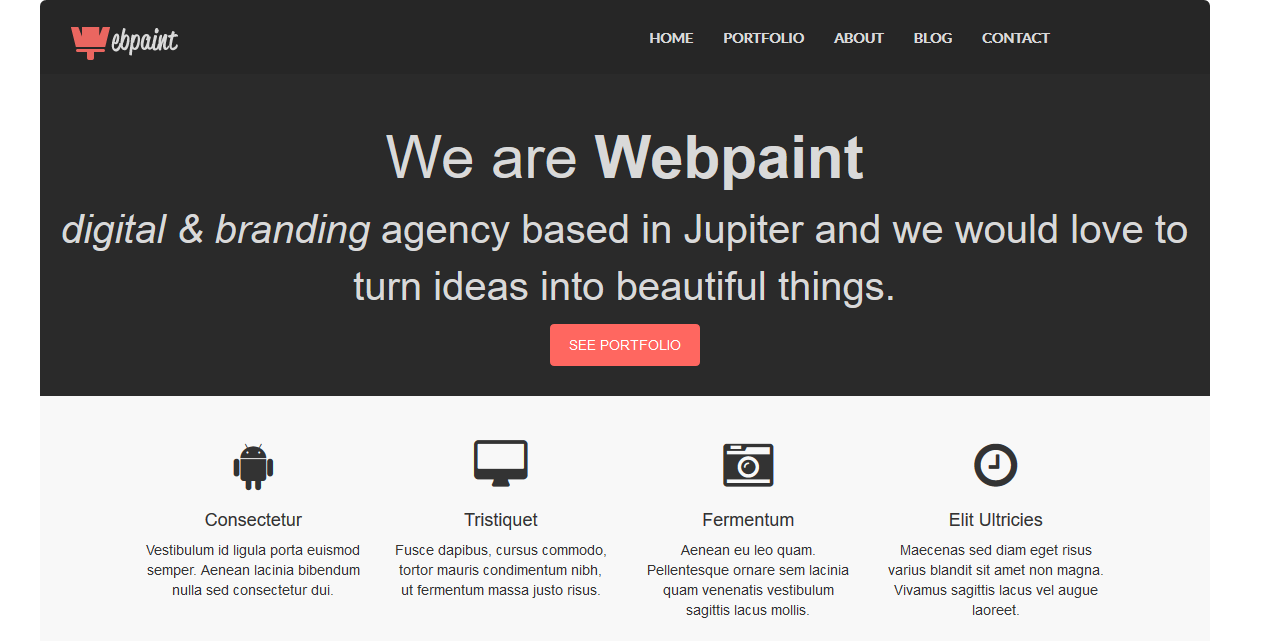 Webpaint
HOME PORTFOLIO ABOUT BLOG CONTACT
We are Webpaint
digital & branding agency based in Jupiter and we would love to
turn ideas into beautiful things.
SEE PORTFOLIO
Consectetur
Vestibulum id ligula porta euismod
semper. Aenean lacinia bibendum
nulla sed consectetur dui.
Tristiquet
Fusce dapibus, cursus commodo,
tortor mauris condimentum nibh,
ut fermentum massa justo risus.
Fermentum
Aenean eu leo quam.
Pellentesque ornare sem lacinia
quam venenatis vestibulum
sagittis lacus mollis.
Elit Ultricies
Maecenas sed diam eget risus
varius blandit sit amet non magna.
Vivamus sagittis lacus vel augue
laoreet.